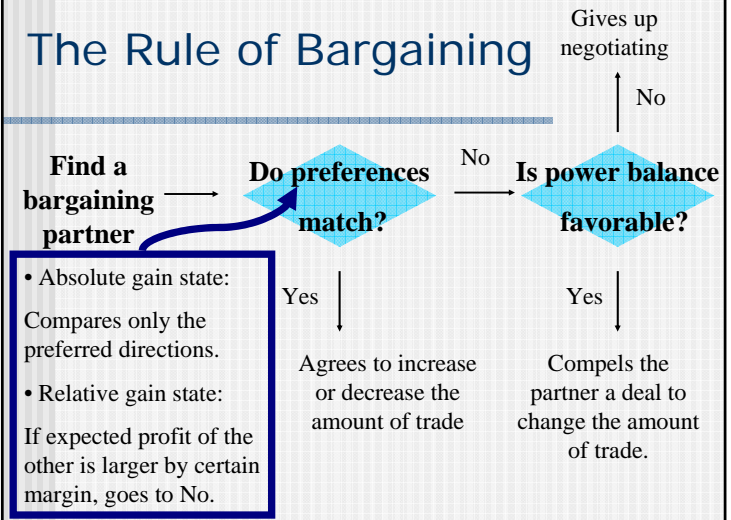 The Rule of Bargaining
Gives up
negotiating
No
Find a
bargaining
partner
Do preferences
match?
No
Is power balance
favorable?
• Absolute gain state:
Compares only the
preferred directions.
• Relative gain state:
If expected profit of the
other is larger by certain
margin, goes to No.
Yes
Agrees to increase
or decrease the
amount of trade
Yes
Compels the
partner a deal to
change the amount
of trade.